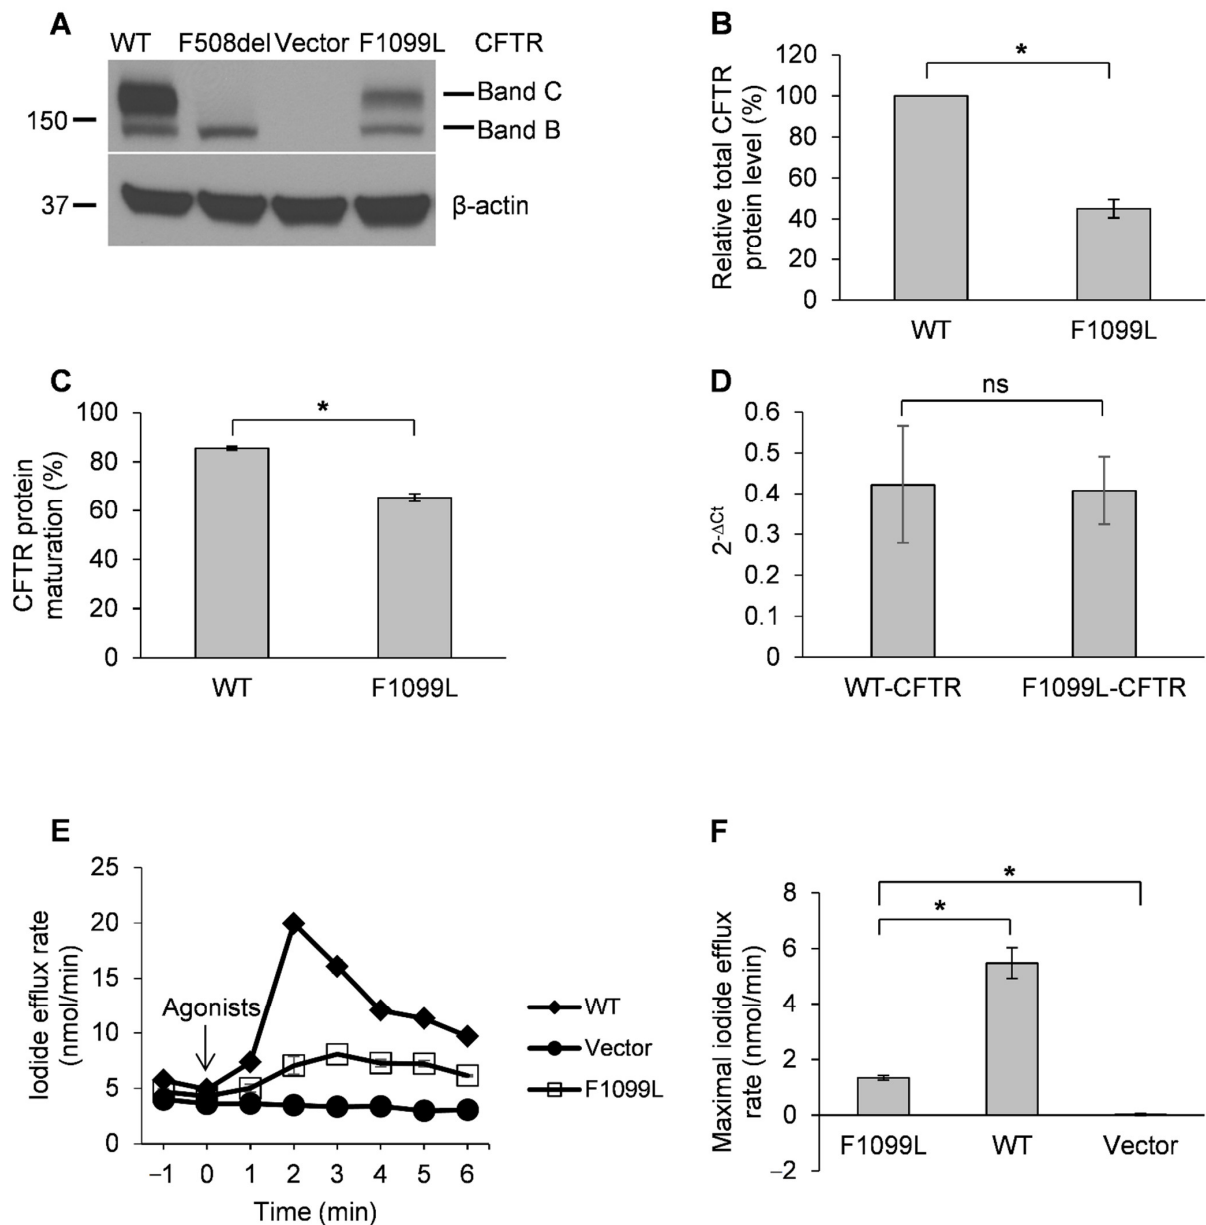 A
WT F508del Vector F1099L CFTR
150
Band C
Band B
37
β-actin
B
Relative total CFTR
protein level (%)
120
100
80
60
40
20
0
*
WT F1099L
C
CFTR protein
maturation (%)
100
80
60
40
20
0
*
WT F1099L
D
2-ΔCt
0.6
0.5
0.4
0.3
0.2
0.1
0
ns
WT-CFTR F1099L-CFTR
E
Iodide efflux rate
(nmol/min)
25
20
15
10
5
0
Agonists
–1 0 1 2 3 4 5 6
Time (min)
WT
Vector
F1099L
F
Maximal iodide efflux
rate (nmol/min)
8
6
4
2
0
–2
*
*
F1099L WT Vector